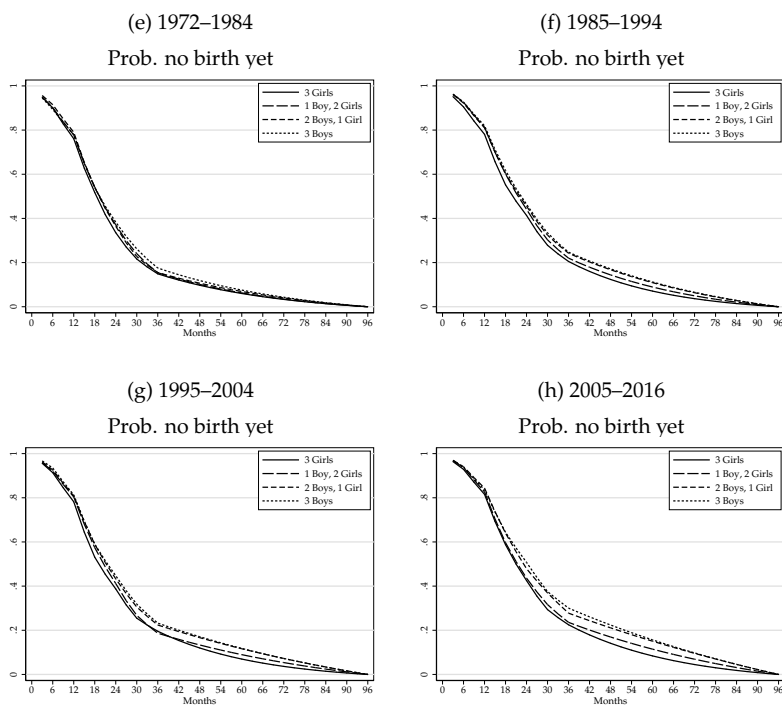 (e) 1972–1984
Prob. no birth yet
3 Girls
1 Boy, 2 Girls
2 Boys, 1 Girl
3 Boys
1
.8
.6
.4
.2
0
0 6 12 18 24 30 36 42 48 54 60 66 72 78 84 90 96
Months
(f) 1985–1994
Prob. no birth yet
3 Girls
1 Boy, 2 Girls
2 Boys, 1 Girl
3 Boys
1
.8
.6
.4
.2
0
0 6 12 18 24 30 36 42 48 54 60 66 72 78 84 90 96
Months
(g) 1995–2004
Prob. no birth yet
3 Girls
1 Boy, 2 Girls
2 Boys, 1 Girl
3 Boys
1
.8
.6
.4
.2
0
0 6 12 18 24 30 36 42 48 54 60 66 72 78 84 90 96
Months
(h) 2005–2016
Prob. no birth yet
3 Girls
1 Boy, 2 Girls
2 Boys, 1 Girl
3 Boys
1
.8
.6
.4
.2
0
0 6 12 18 24 30 36 42 48 54 60 66 72 78 84 90 96
Months